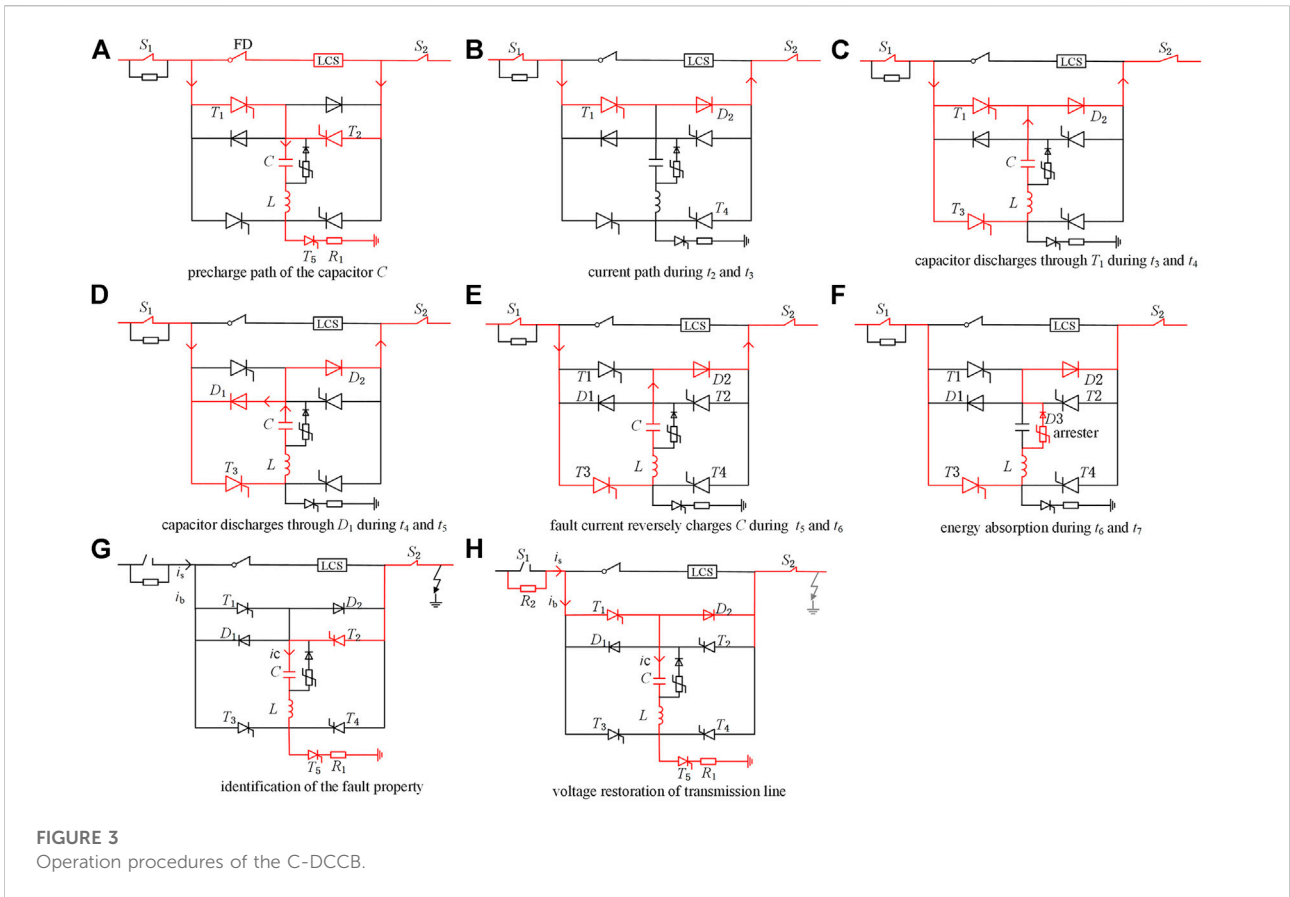 A
S1
FD
LCS
S2
T1
T2
C
L
T5
R1
precharge path of the capacitor C
B
S1
LCS
S2
T1
D2
T4
current path during t2 and t3
C
S1
LCS
S2
T1
D2
C
L
T3
capacitor discharges through T1 during t3 and t4
D
S1
LCS
S2
D2
D1
C
L
T3
capacitor discharges through D1 during t4 and t5
E
S1
LCS
S2
T1
D2
D1
T2
C
L
T3
T4
fault current reversely charges C during t5 and t6
F
S1
LCS
S2
T1
D2
D1
T2
D3
arrester
L
T3
T4
energy absorption during t6 and t7
G
is
LCS
S2
ib
T1
D2
D1
T2
ic
C
L
T3
T4
T5
R1
identification of the fault property
H
S1
is
LCS
S2
R2
ib
T1
D2
D1
T2
ic
C
L
T3
T4
T5
R1
voltage restoration of transmission line
FIGURE 3
Operation procedures of the C-DCCB.